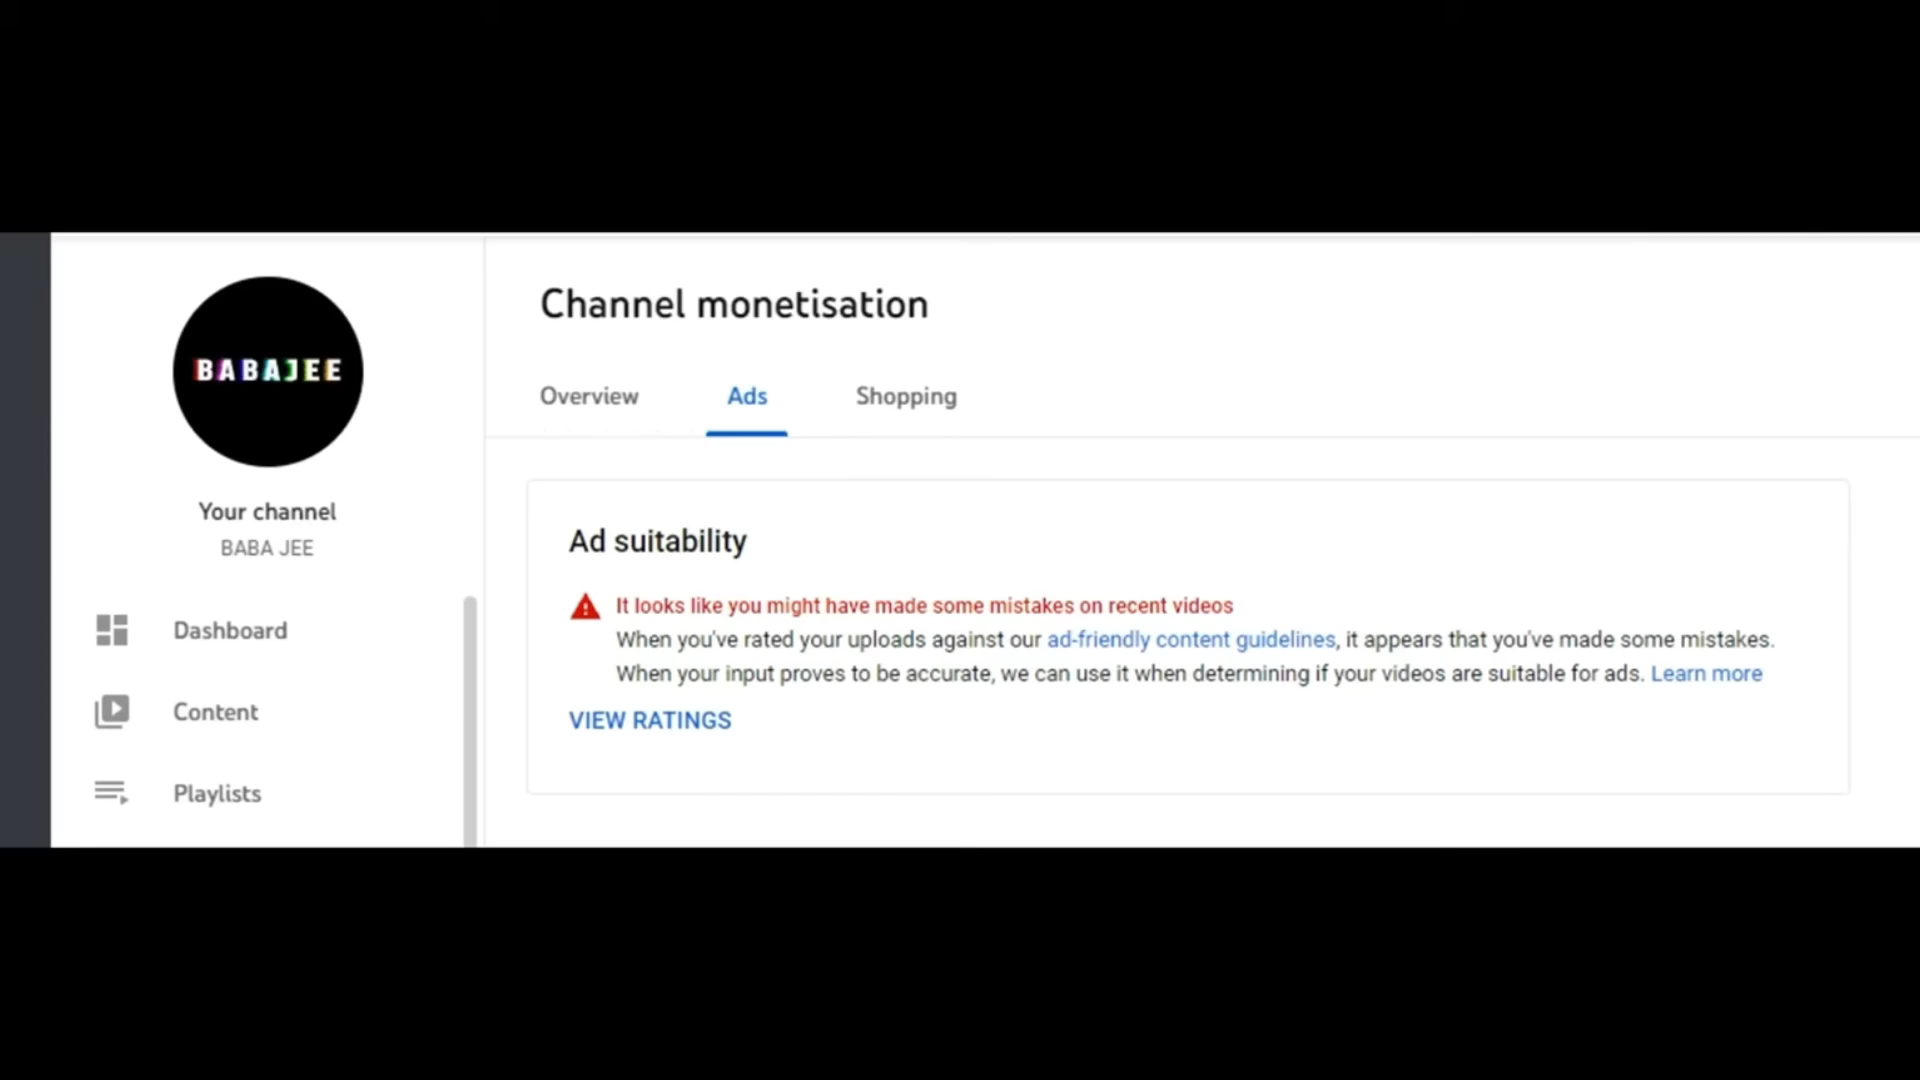 BABAJEE
Your channel
BABA JEE
Dashboard
Content
Playlists
Channel monetisation
Overview
Ads
Shopping
Ad suitability
It looks like you might have made some mistakes on recent videos
When you've rated your uploads against our ad-friendly content guidelines, it appears that you've made some mistakes.
When your input proves to be accurate, we can use it when determining if your videos are suitable for ads. Learn more
VIEW RATINGS